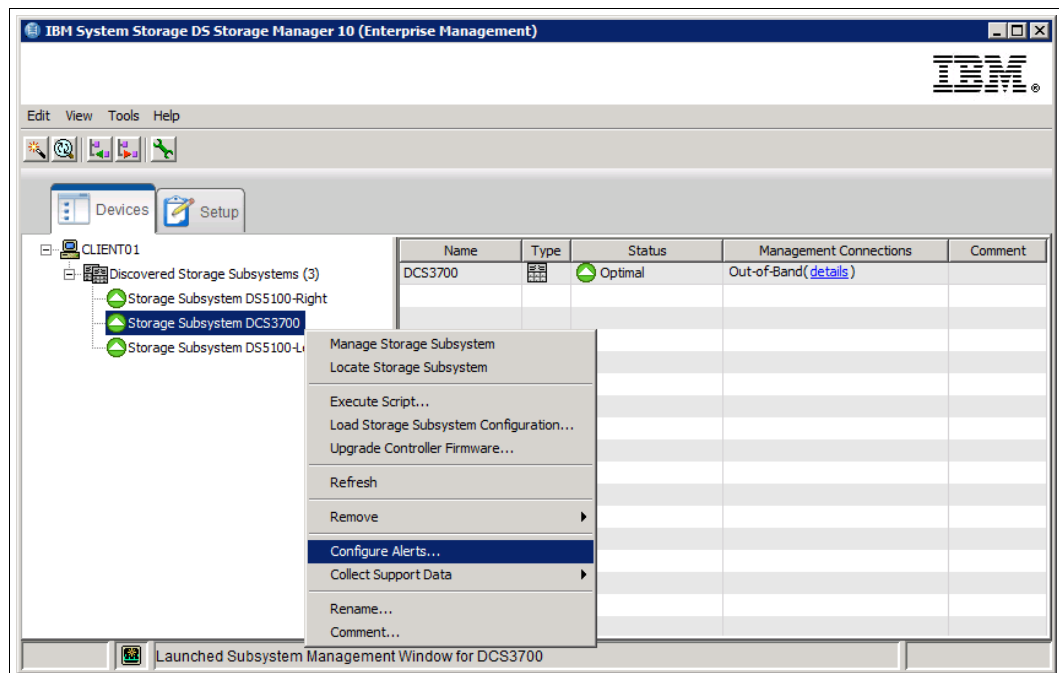 IBM System Storage DS Storage Manager 10 (Enterprise Management)
IBM®
Edit View Tools Help
Devices Setup
CLIENT01
Discovered Storage Subsystems (3)
Storage Subsystem DS5100-Right
Storage Subsystem DCS3700
Storage Subsystem DS5100-L
Name Type Status Management Connections Comment
DCS3700 Optimal Out-of-Band(details)
Manage Storage Subsystem
Locate Storage Subsystem
Execute Script...
Load Storage Subsystem Configuration...
Upgrade Controller Firmware...
Refresh
Remove
Configure Alerts...
Collect Support Data
Rename...
Comment...
Launched Subsystem Management Window for DCS3700